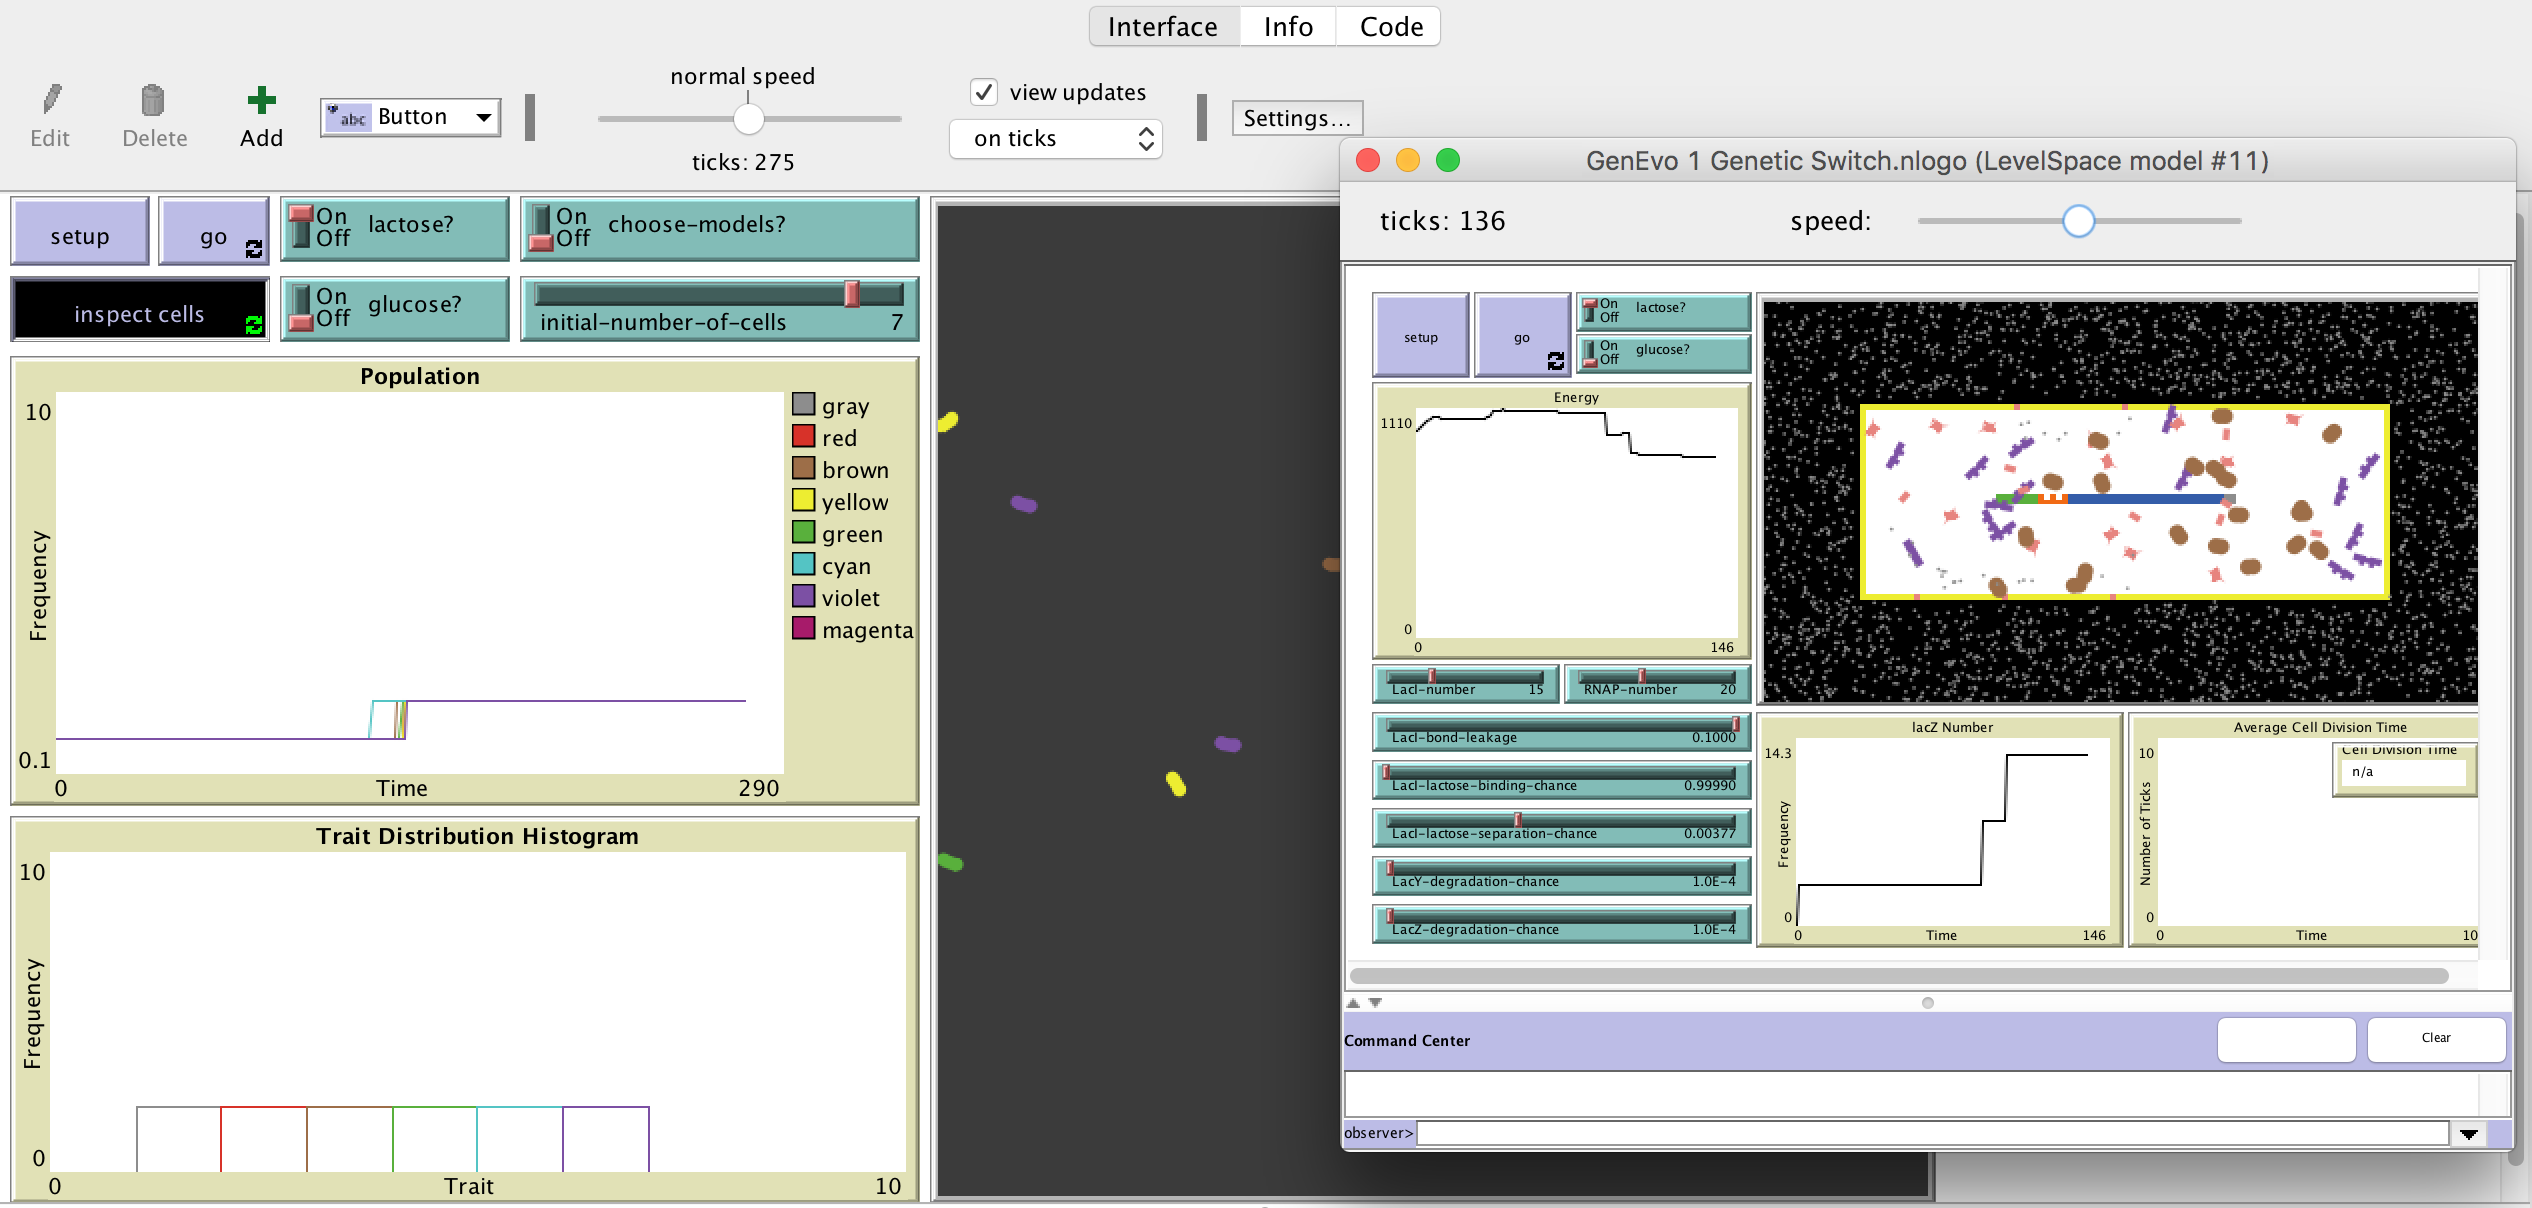 Interface Info Code
Edit
Delete
Add
abc Button
normal speed
ticks: 275
view updates
on ticks
Settings...
setup
go
On
Off
lactose?
On
Off
choose-models?
inspect cells
On
Off
glucose?
initial-number-of-cells 7
Population
10
Frequency
0.1
0
Time
290
gray
red
brown
yellow
green
cyan
violet
magenta
Trait Distribution Histogram
10
Frequency
0
0
Trait
10
GenEvo 1 Genetic Switch.nlogo (LevelSpace model #11)
ticks: 136
speed:
setup
go
On
Off
lactose?
On
Off
glucose?
Energy
1110
0
0
146
LacI-number 15
RNAP-number 20
LacI-bond-leakage 0.1000
LacI-lactose-binding-chance 0.99990
LacI-lactose-separation-chance 0.00377
LacY-degradation-chance 1.0E-4
LacZ-degradation-chance 1.0E-4
lacZ Number
14.3
Frequency
0
0
Time
146
Average Cell Division Time
10
Number of Ticks
0
0
Time
10
Cell Division Time
n/a
Command Center
Clear
observer>